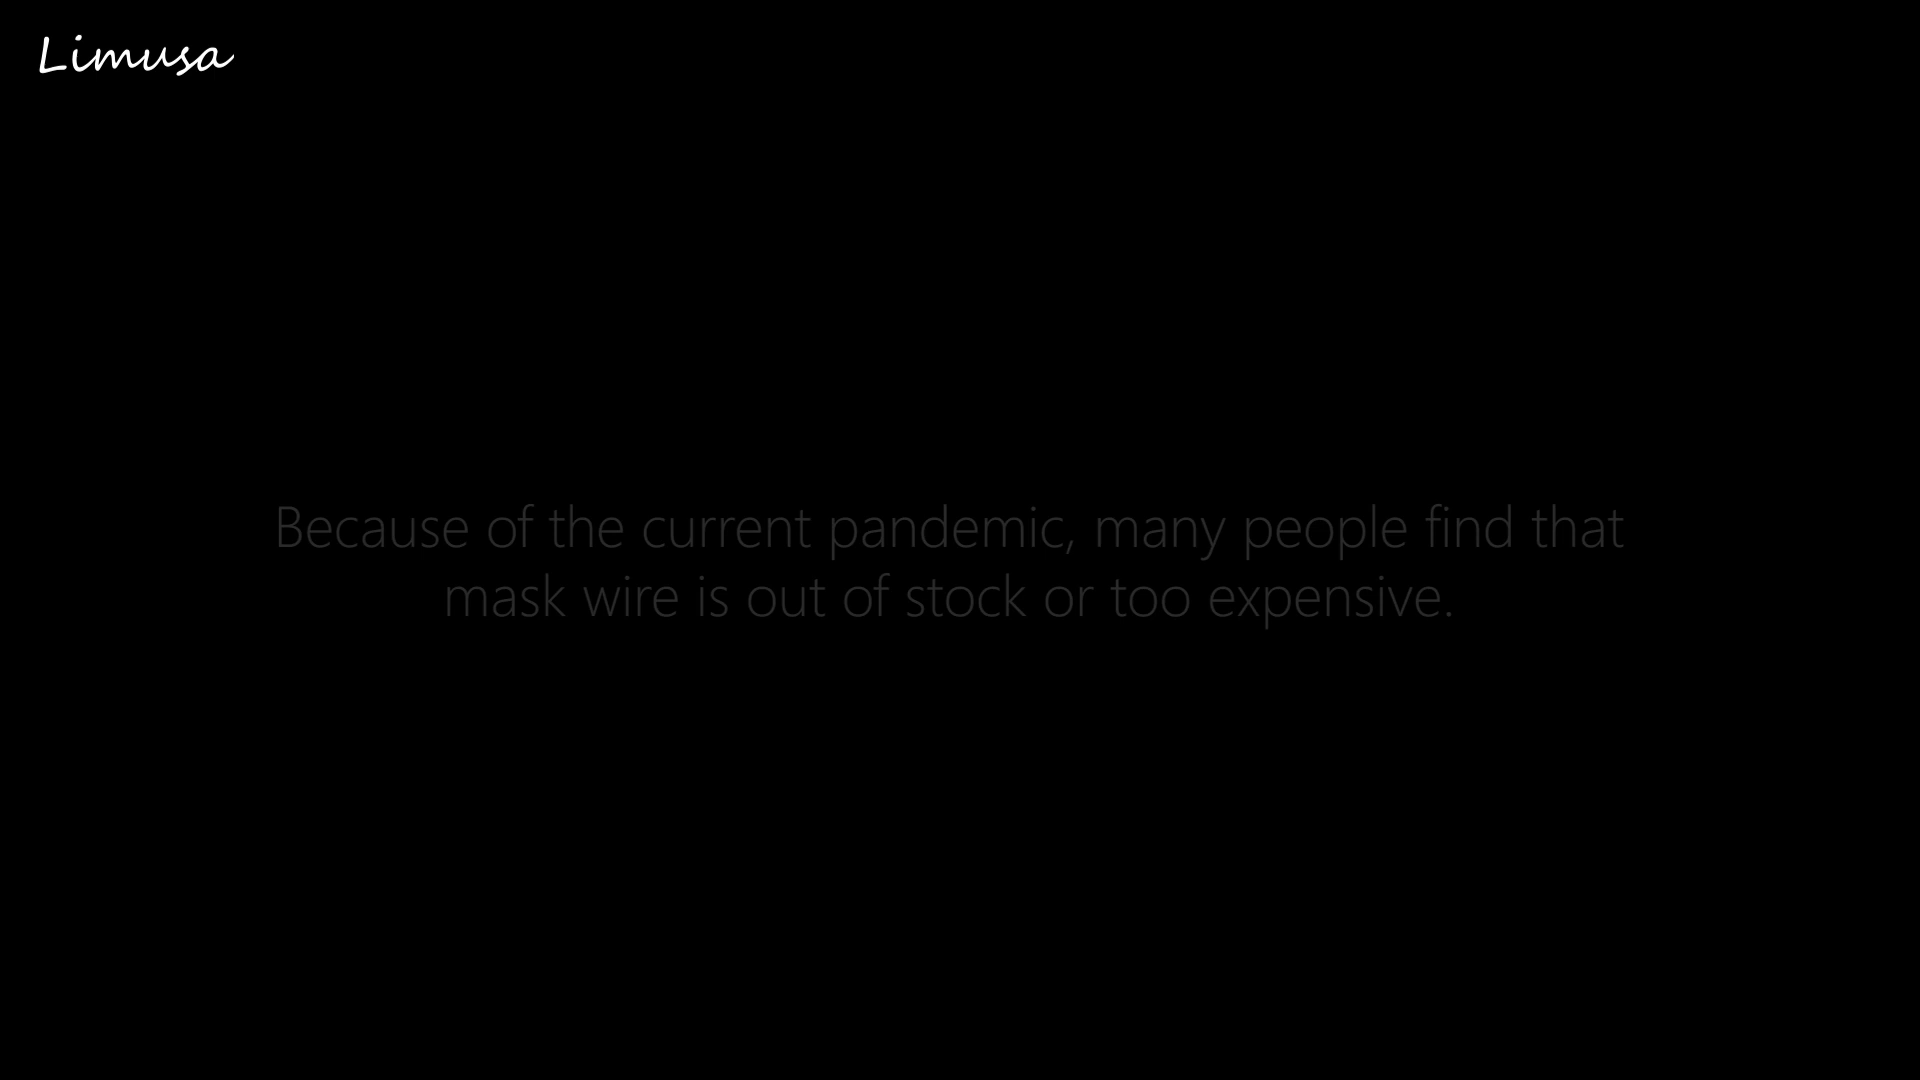 Limusa
Because of the current pandemic, many people find that
mask wire is out of stock or too expensive.